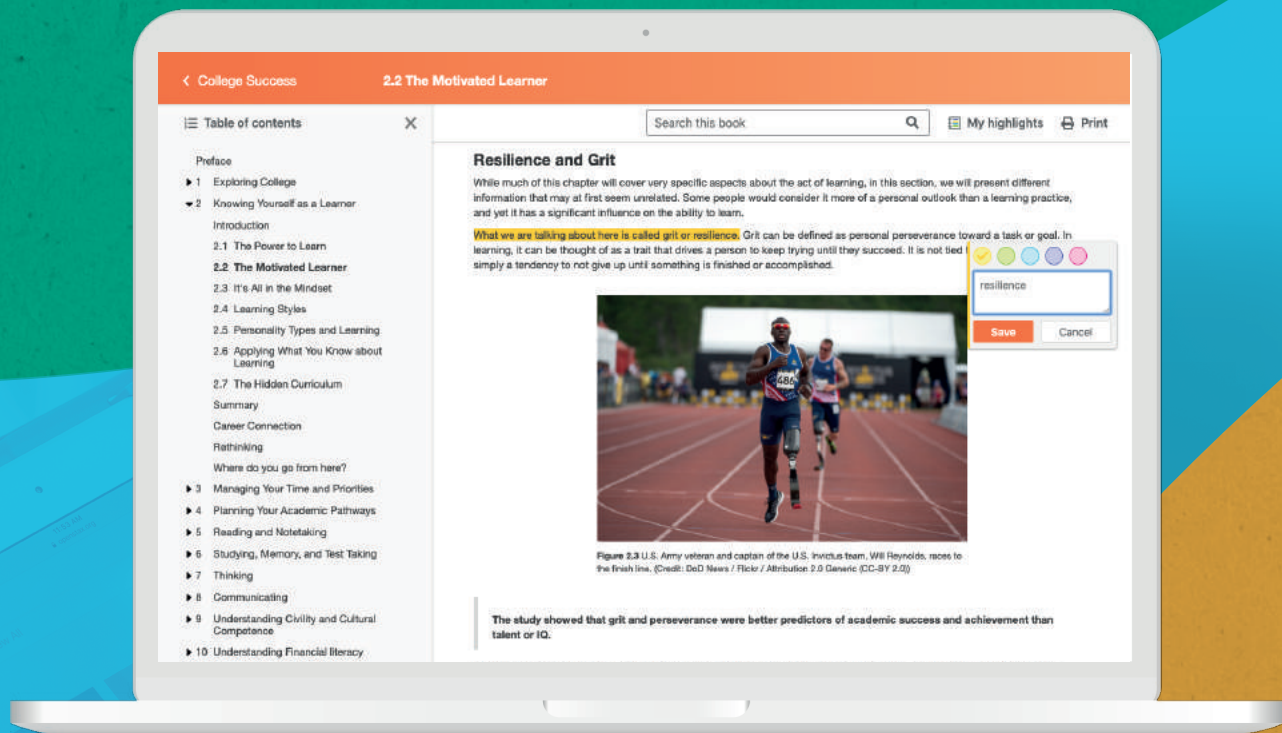 College Success
2.2 The Motivated Learner
Table of contents
Search this book
My highlights
Print
Preface
1 Exploring College
2 Knowing Yourself as a Learner
Introduction
2.1 The Power to Learn
2.2 The Motivated Learner
2.3 It's All in the Mindset
2.4 Learning Styles
2.5 Personality Types and Learning
2.6 Applying What You Know about
Learning
2.7 The Hidden Curriculum
Summary
Career Connection
Rethinking
Where do you go from here?
3 Managing Your Time and Priorities
4 Planning Your Academic Pathways
5 Reading and Notetaking
6 Studying, Memory, and Test Taking
7 Thinking
8 Communicating
9 Understanding Civility and Cultural
Competence
10 Understanding Financial literacy
Resilience and Grit
While much of this chapter will cover very specific aspects about the act of learning, in this section, we will present different
information that may at first seem unrelated. Some people would consider it more of a personal outlook than a learning practice,
and yet it has a significant influence on the ability to learn.
What we are talking about here is called grit or resilience. Grit can be defined as personal perseverance toward a task or goal. In
learning, it can be thought of as a trait that drives a person to keep trying until they succeed. It is not tied
simply a tendency to not give up until something is finished or accomplished.
resilience
Save
Cancel
486
Figure 2.3 U.S. Army veteran and captain of the U.S. Invictus team, Will Reynolds, races to
the finish line. (Credit: DoD News / Flickr / Attribution 2.0 Generic (CC-BY 2.0))
The study showed that grit and perseverance were better predictors of academic success and achievement than
talent or IQ.